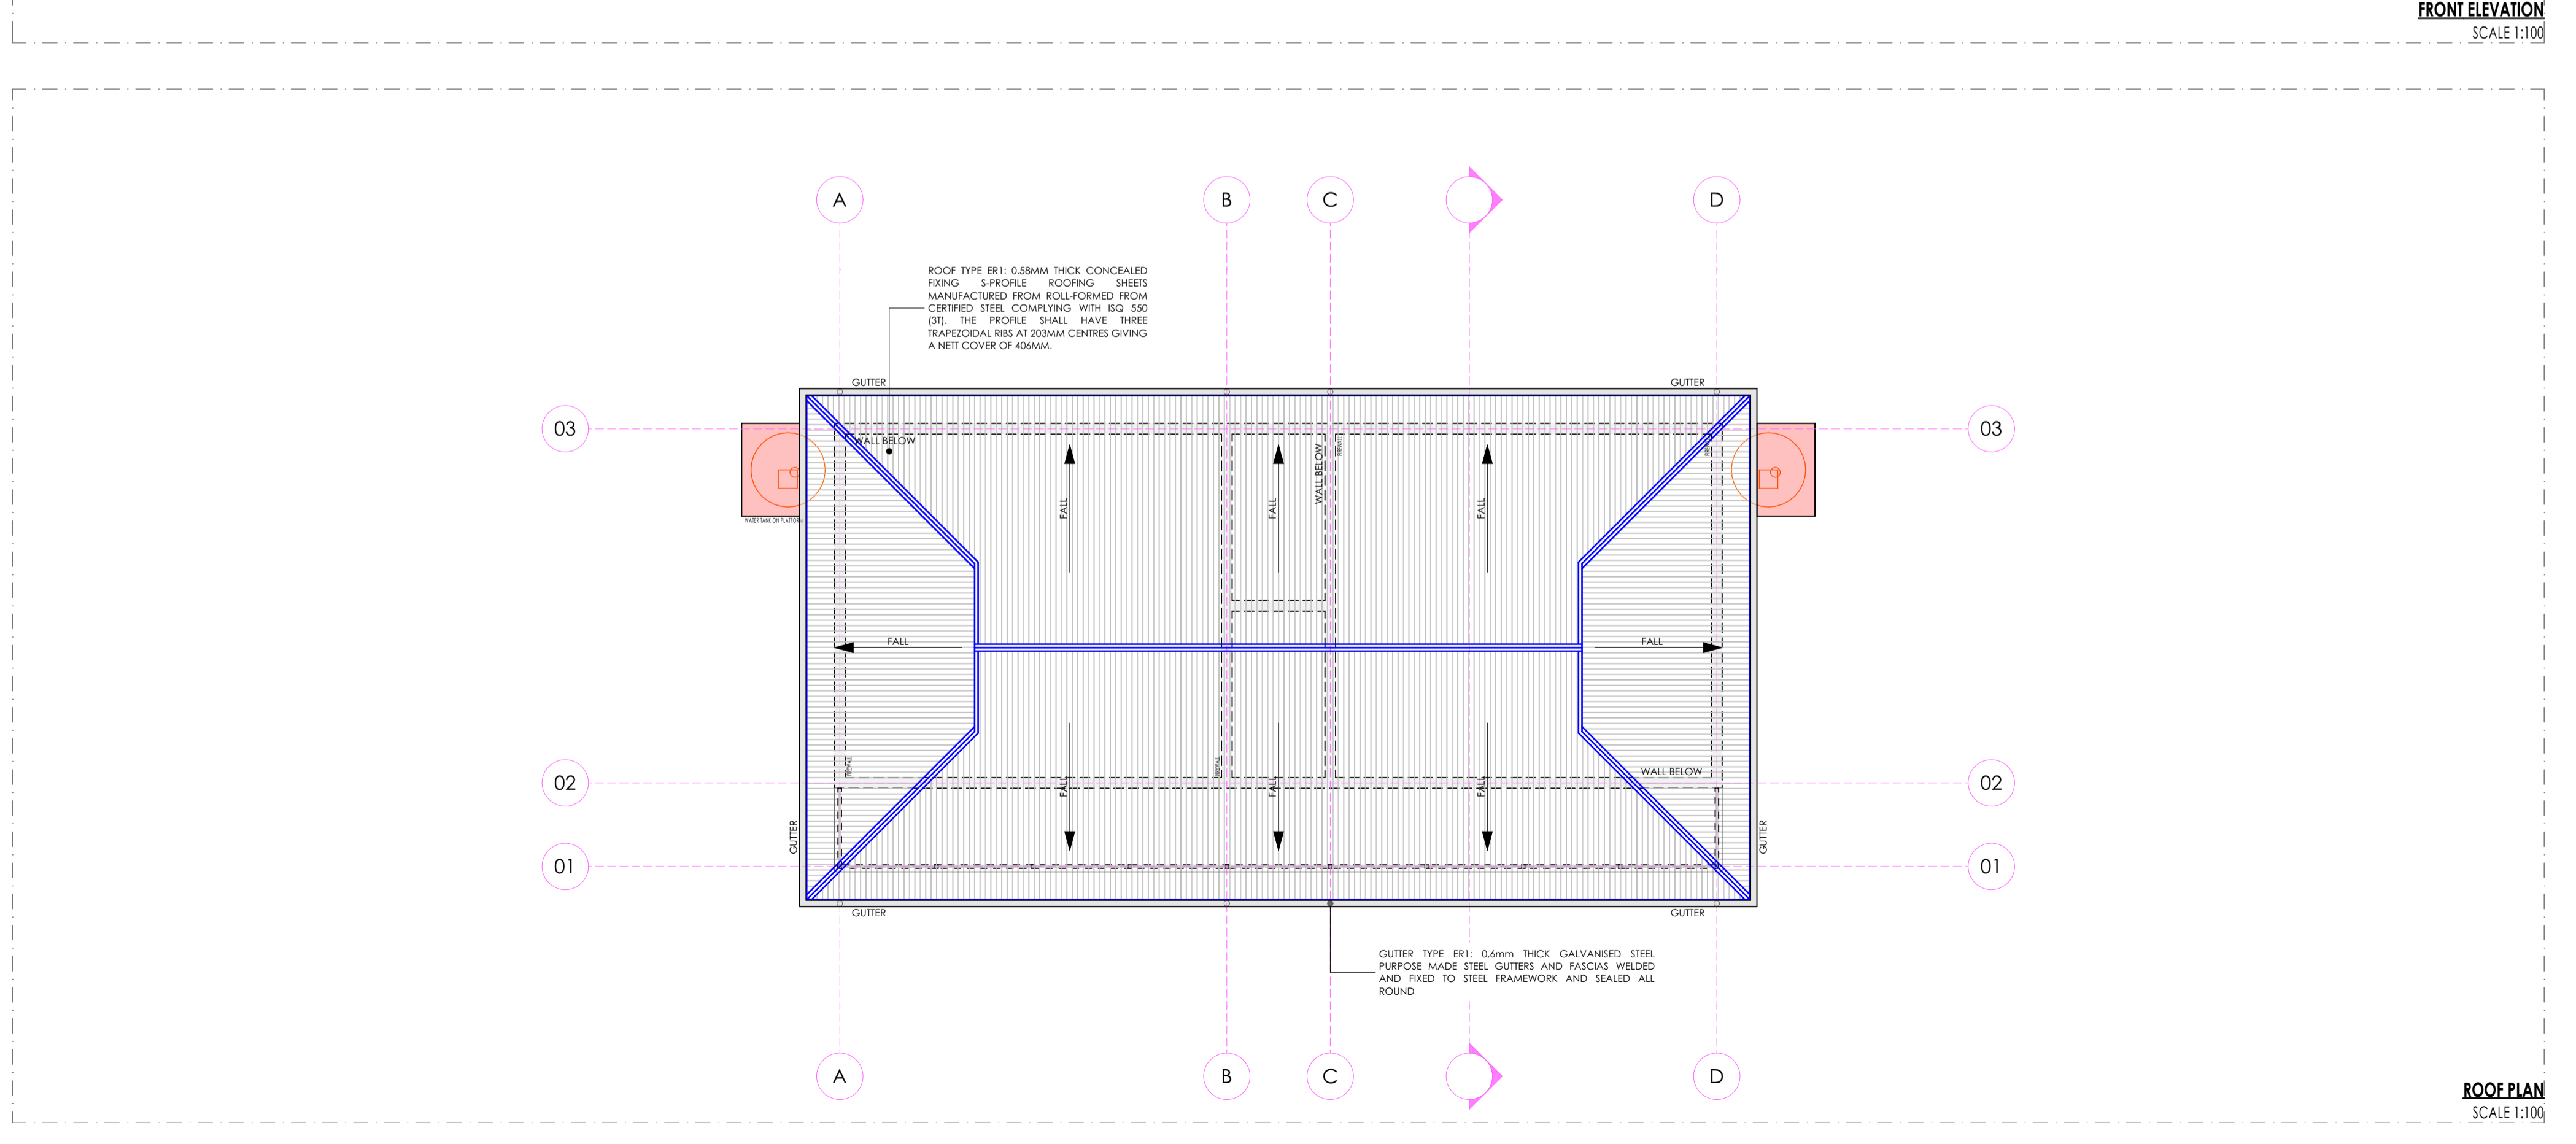 FRONT ELEVATION
SCALE 1:100
A
B
C
D
ROOF TYPE ER1: 0.58MM THICK CONCEALED
FIXING S-PROFILE ROOFING SHEETS
MANUFACTURED FROM ROLL-FORMED FROM
CERTIFIED STEEL COMPLYING WITH ISQ 550
(3T). THE PROFILE SHALL HAVE THREE
TRAPEZOIDAL RIBS AT 203MM CENTRES GIVING
A NETT COVER OF 406MM.
GUTTER
GUTTER
03
03
WALL BELOW
WALL BELOW
FALL
FALL
FALL
WATER TANK ON PLATFORM
FALL
FALL
WALL BELOW
02
02
FALL
FALL
FALL
GUTTER
GUTTER
01
01
GUTTER
GUTTER
GUTTER TYPE ER1: 0,6mm THICK GALVANISED STEEL
PURPOSE MADE STEEL GUTTERS AND FASCIAS WELDED
AND FIXED TO STEEL FRAMEWORK AND SEALED ALL
ROUND
A
B
C
D
ROOF PLAN
SCALE 1:100